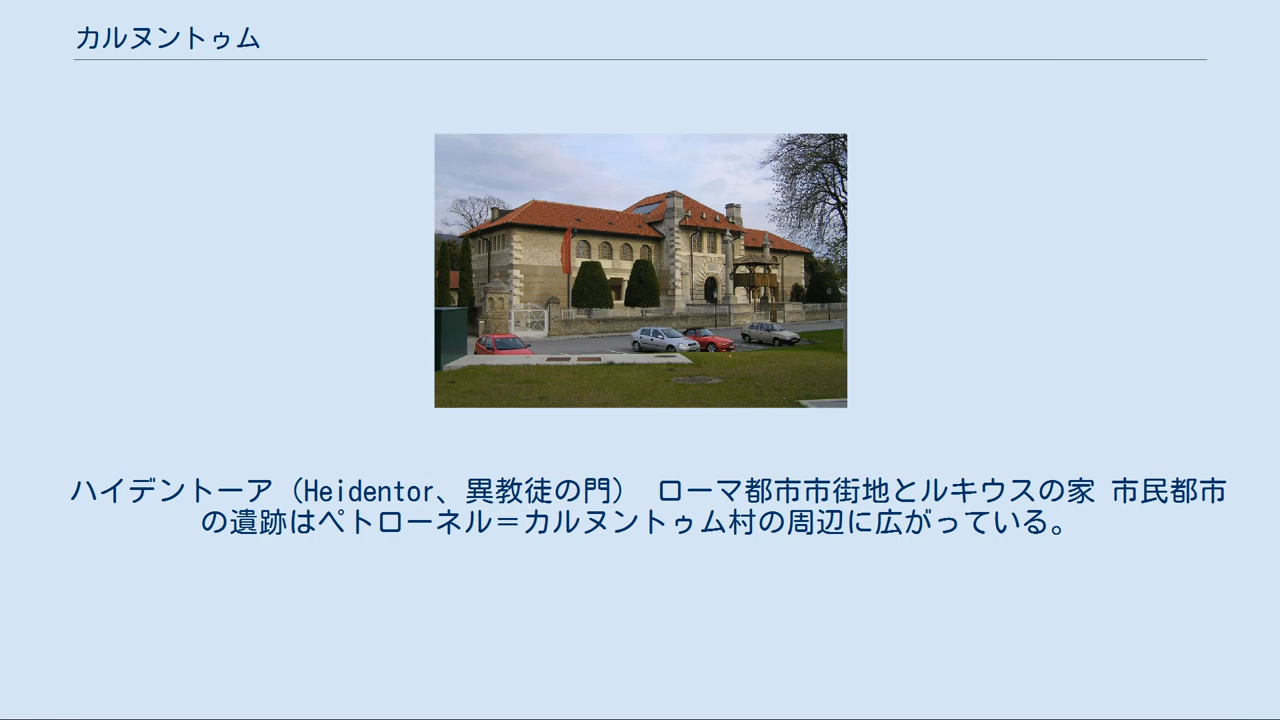 カルヌントゥム
ハイデントーア（Heidentor、異教徒の門） ローマ都市市街地とルキウスの家 市民都市
の遺跡はペトローネル＝カルヌントゥム村の周辺に広がっている。